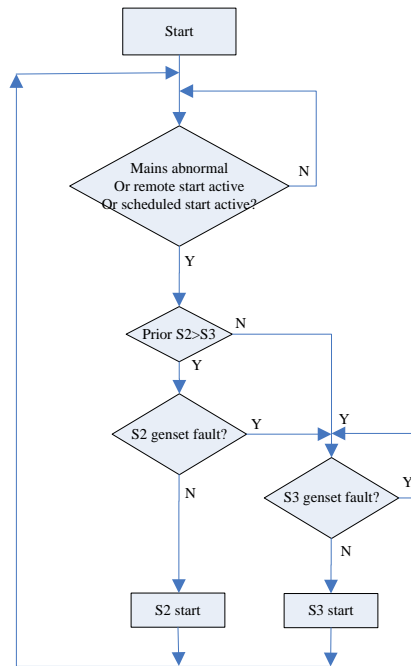 Start
Mains abnormal
Or remote start active
Or scheduled start active?
N
Y
Prior S2>S3
N
Y
S2 genset fault?
Y
Y
S3 genset fault?
Y
N
N
S2 start
S3 start